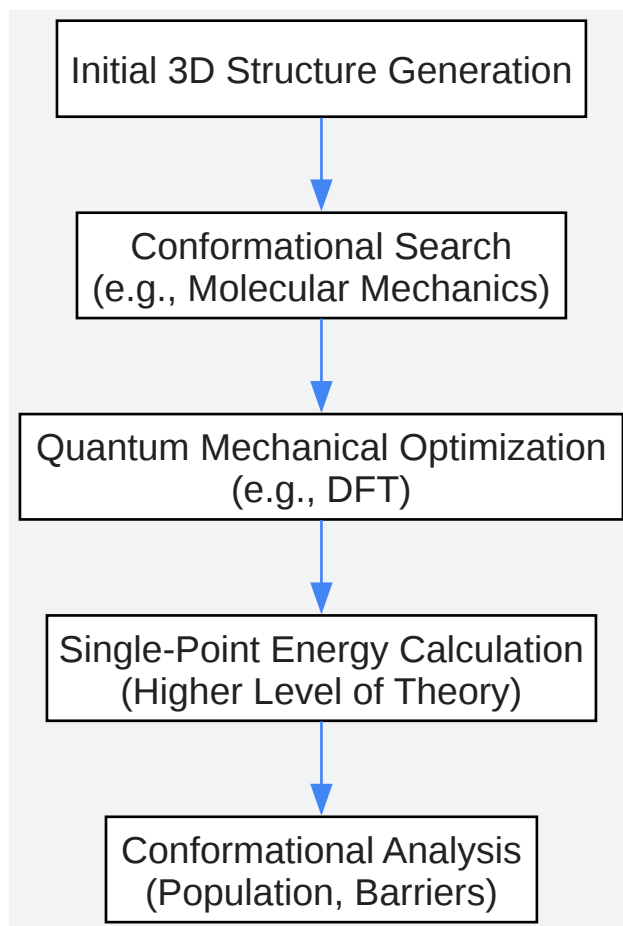 Initial 3D Structure Generation
Conformational Search
(e.g., Molecular Mechanics)
Quantum Mechanical Optimization
(e.g., DFT)
Single-Point Energy Calculation
(Higher Level of Theory)
Conformational Analysis
(Population, Barriers)